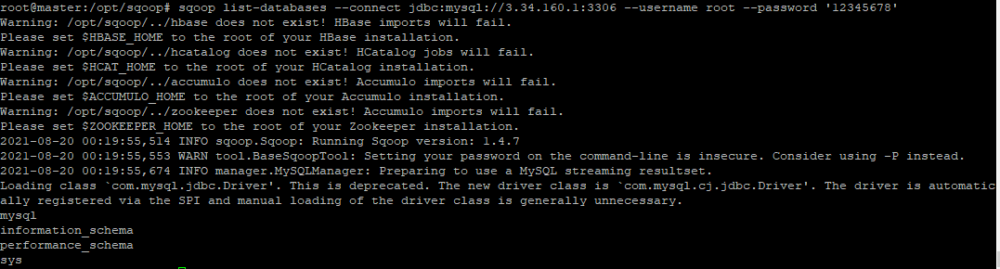 root@master:/opt/sqoop# sqoop list-databases --connect jdbc:mysql://3.34.160.1:3306 --username root --password '12345678'
Warning: /opt/sqoop/../hbase does not exist! HBase imports will fail.
Please set $HBASE_HOME to the root of your HBase installation.
Warning: /opt/sqoop/../hcatalog does not exist! HCatalog jobs will fail.
Please set $HCAT_HOME to the root of your HCatalog installation.
Warning: /opt/sqoop/../accumulo does not exist! Accumulo imports will fail.
Please set $ACCUMULO_HOME to the root of your Accumulo installation.
Warning: /opt/sqoop/../zookeeper does not exist! Accumulo imports will fail.
Please set $ZOOKEEPER_HOME to the root of your Zookeeper installation.
2021-08-20 00:19:55,514 INFO sqoop.Sqoop: Running Sqoop version: 1.4.7
2021-08-20 00:19:55,553 WARN tool.BaseSqoopTool: Setting your password on the command-line is insecure. Consider using -P instead.
2021-08-20 00:19:55,674 INFO manager.MySQLManager: Preparing to use a MySQL streaming resultset.
Loading class `com.mysql.jdbc.Driver'. This is deprecated. The new driver class is `com.mysql.cj.jdbc.Driver'. The driver is automatic
ally registered via the SPI and manual loading of the driver class is generally unnecessary.
mysql
information_schema
performance_schema
sys